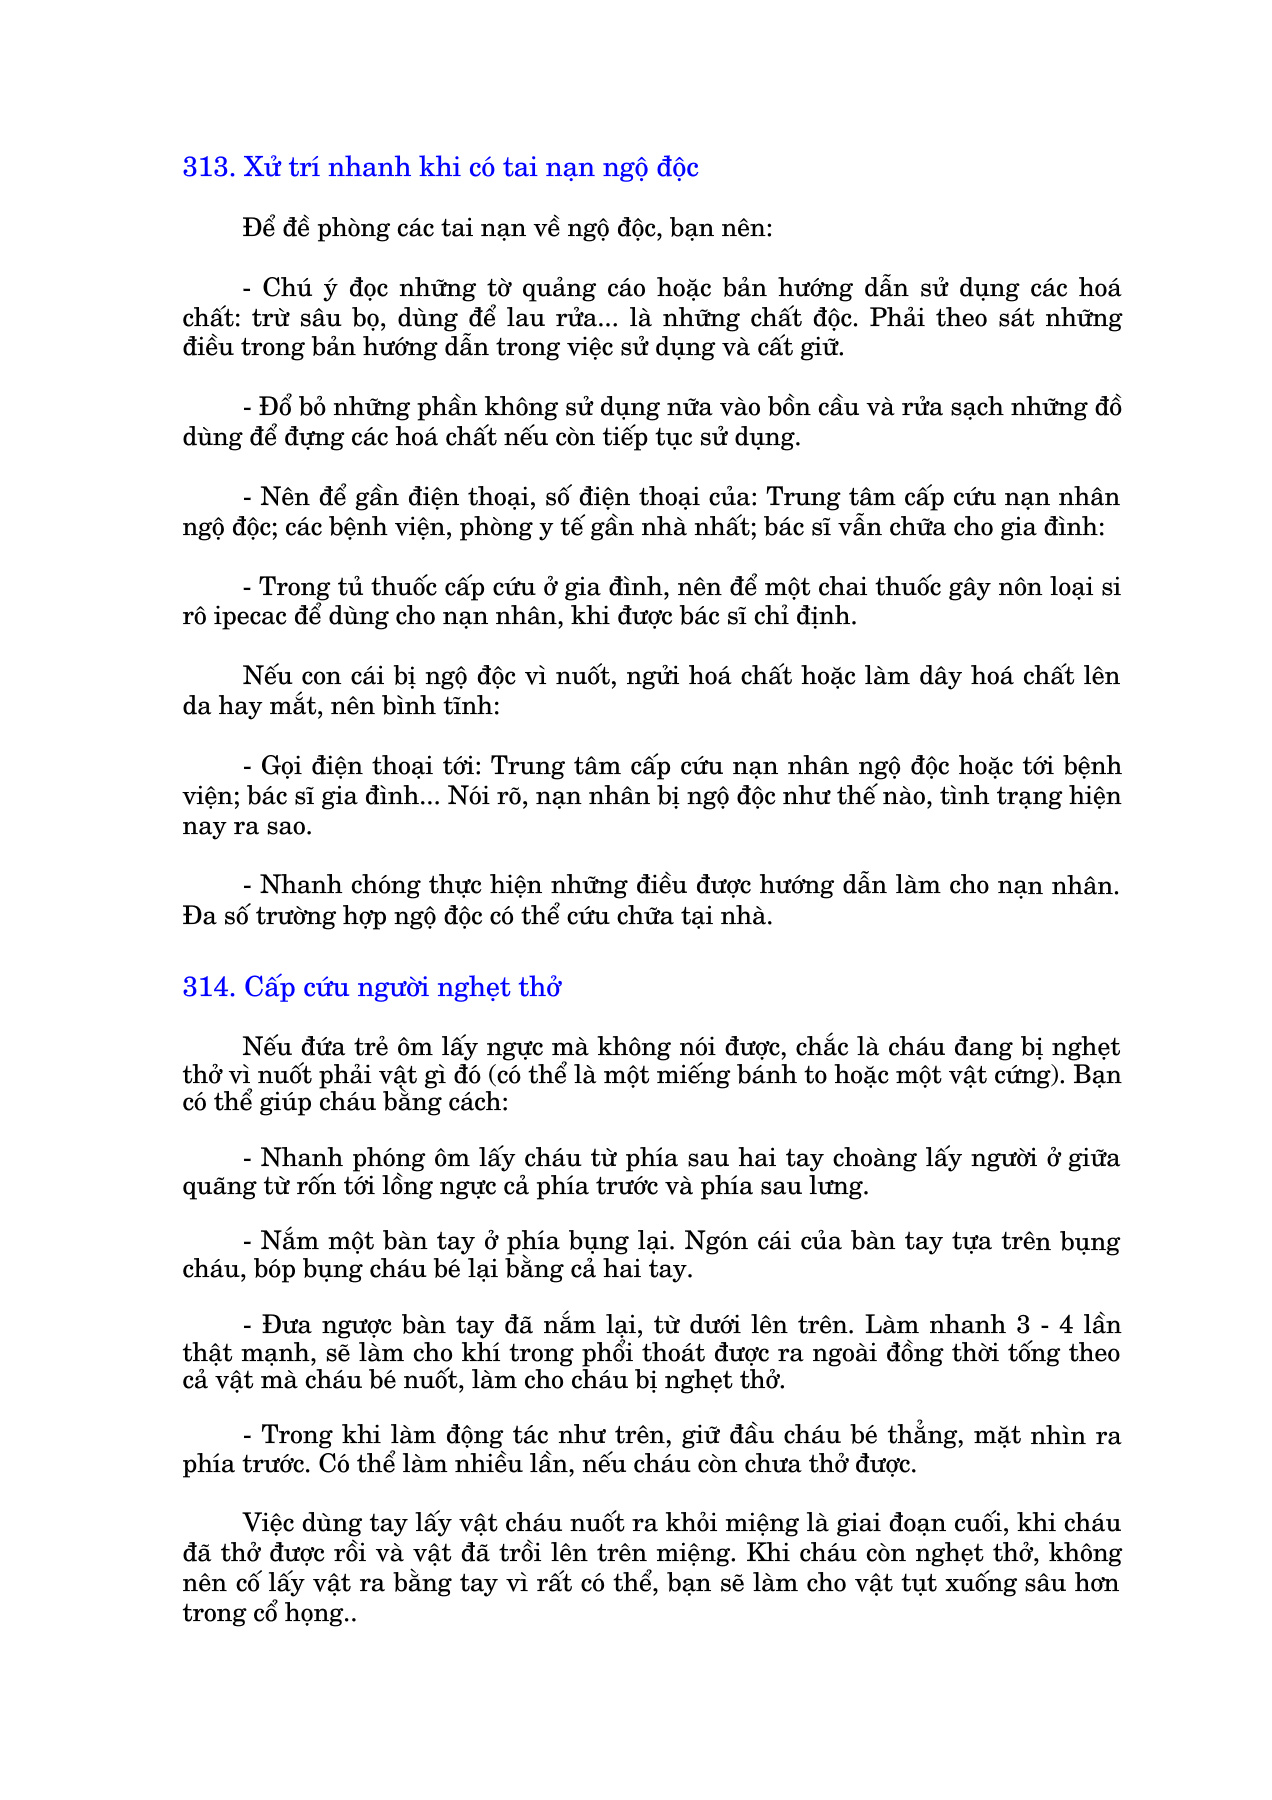 313. Xử trí nhanh khi có tai nạn ngộ độc
Để đề phòng các tai nạn về ngộ độc, bạn nên:
- Chú ý đọc những tờ quảng cáo hoặc bản hướng dẫn sử dụng các hoá
chất: trừ sâu bọ, dùng để lau rửa... là những chất độc. Phải theo sát những
điều trong bản hướng dẫn trong việc sử dụng và cất giữ.
- Đổ bỏ những phần không sử dụng nữa vào bồn cầu và rửa sạch những đồ
dùng để đựng các hoá chất nếu còn tiếp tục sử dụng.
- Nên để gần điện thoại, số điện thoại của: Trung tâm cấp cứu nạn nhân
ngộ độc; các bệnh viện, phòng y tế gần nhà nhất; bác sĩ vẫn chữa cho gia đình:
- Trong tủ thuốc cấp cứu ở gia đình, nên để một chai thuốc gây nôn loại si
rô ipecac để dùng cho nạn nhân, khi được bác sĩ chỉ định.
Nếu con cái bị ngộ độc vì nuốt, ngửi hoá chất hoặc làm dây hoá chất lên
da hay mắt, nên bình tĩnh:
- Gọi điện thoại tới: Trung tâm cấp cứu nạn nhân ngộ độc hoặc tới bệnh
viện; bác sĩ gia đình... Nói rõ, nạn nhân bị ngộ độc như thế nào, tình trạng hiện
nay ra sao.
- Nhanh chóng thực hiện những điều được hướng dẫn làm cho nạn nhân.
Đa số trường hợp ngộ độc có thể cứu chữa tại nhà.
314. Cấp cứu người nghẹt thở
Nếu đứa trẻ ôm lấy ngực mà không nói được, chắc là cháu đang bị nghẹt
thở vì nuốt phải vật gì đó (có thể là một miếng bánh to hoặc một vật cứng). Bạn
có thể giúp cháu bằng cách:
- Nhanh phóng ôm lấy cháu từ phía sau hai tay choàng lấy người ở giữa
quãng từ rốn tới lồng ngực cả phía trước và phía sau lưng.
- Nắm một bàn tay ở phía bụng lại. Ngón cái của bàn tay tựa trên bụng
cháu, bóp bụng cháu bé lại bằng cả hai tay.
- Đưa ngược bàn tay đã nắm lại, từ dưới lên trên. Làm nhanh 3 - 4 lần
thật mạnh, sẽ làm cho khí trong phổi thoát được ra ngoài đồng thời tống theo
cả vật mà cháu bé nuốt, làm cho cháu bị nghẹt thở.
- Trong khi làm động tác như trên, giữ đầu cháu bé thẳng, mặt nhìn ra
phía trước. Có thể làm nhiều lần, nếu cháu còn chưa thở được.
Việc dùng tay lấy vật cháu nuốt ra khỏi miệng là giai đoạn cuối, khi cháu
đã thở được rồi và vật đã trồi lên trên miệng. Khi cháu còn nghẹt thở, không
nên cố lấy vật ra bằng tay vì rất có thể, bạn sẽ làm cho vật tụt xuống sâu hơn
trong cổ họng..